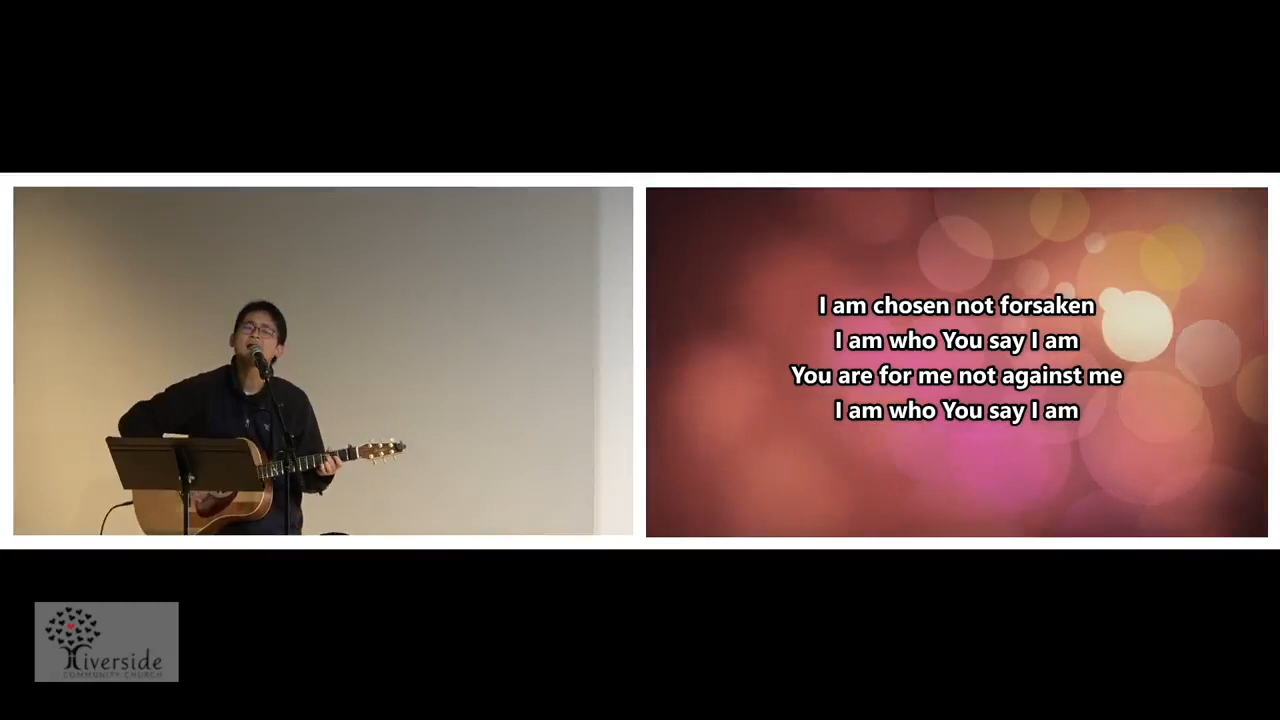 I am chosen not forsaken
I am who You say I am
You are for me not against me
I am who You say I am
Riverside
COMMUNITY CHURCH